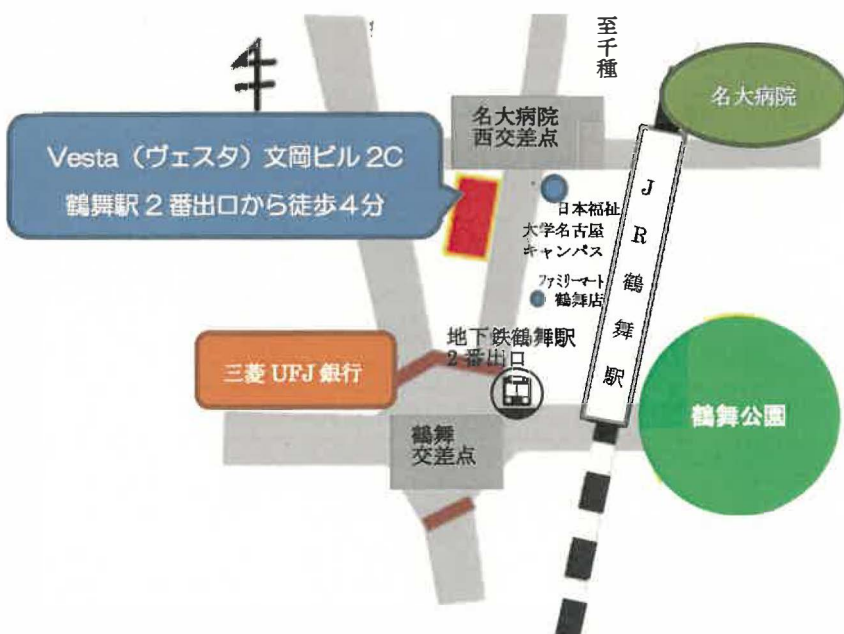 至千種
名大病院
名大病院
西交差点
Vesta（ヴェスタ）文岡ビル 2C
鶴舞駅 2 番出口から徒歩4分
日本福祉
大学名古屋
キャンパス
JR鶴舞駅
ファミリーマート
鶴舞店
地下鉄鶴舞駅
2 番出口
三菱 UFJ 銀行
鶴舞公園
鶴舞
交差点